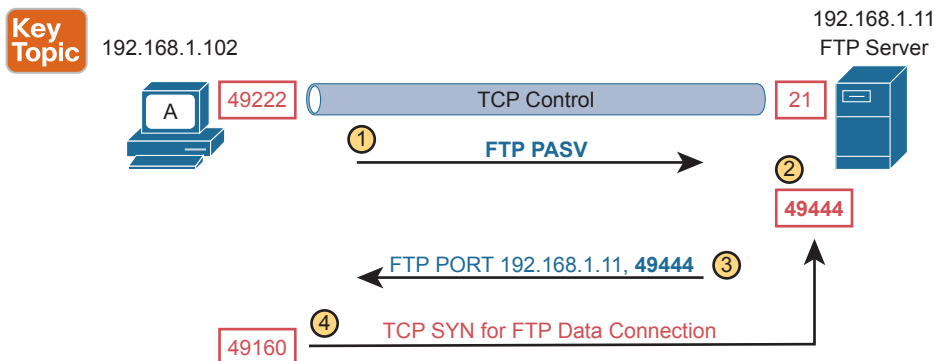 Key
Topic
192.168.1.102
192.168.1.11
FTP Server
A
49222
TCP Control
21
1
FTP PASV
2
49444
FTP PORT 192.168.1.11, 49444
3
4
TCP SYN for FTP Data Connection
49160